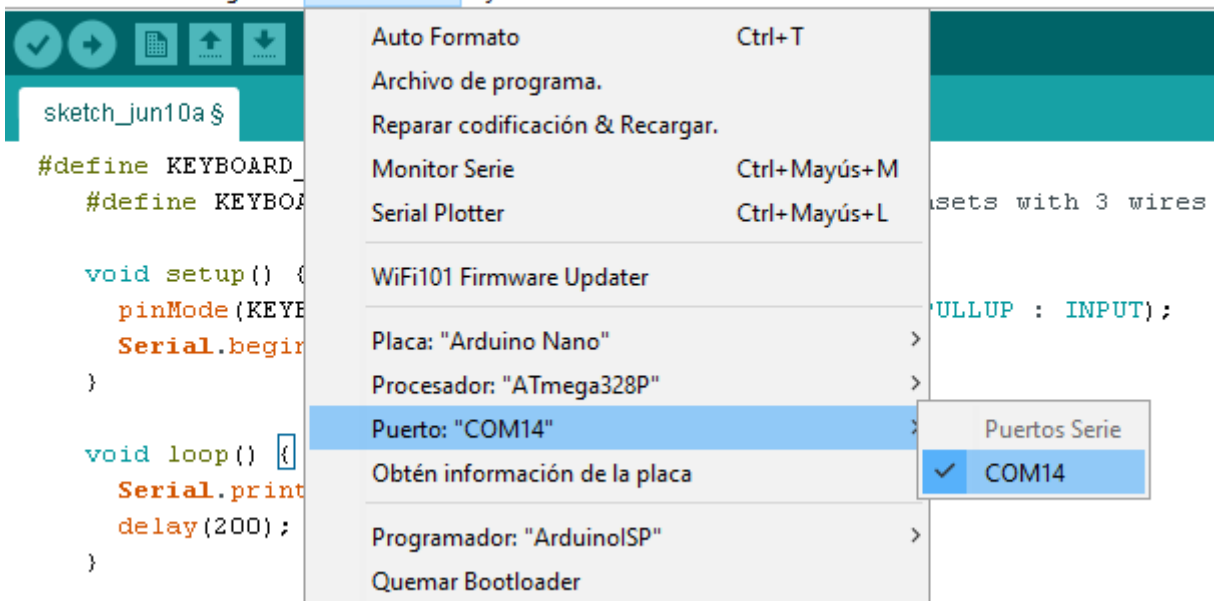 Auto Formato Ctrl+T
Archivo de programa.
Reparar codificación & Recargar.
Monitor Serie Ctrl+Mayús+M
Serial Plotter Ctrl+Mayús+L
WiFi101 Firmware Updater
Placa: "Arduino Nano"
Procesador: "ATmega328P"
Puerto: "COM14"
Obtén información de la placa
Programador: "ArduinoISP"
Quemar Bootloader
Puertos Serie
COM14
sketch_jun10a §
#define KEYBOARD_
#define KEYBOA sets with 3 wires
void setup() {
pinMode(KEYB ULLUP : INPUT);
Serial.begin
}
void loop() {
Serial.print
delay(200);
}